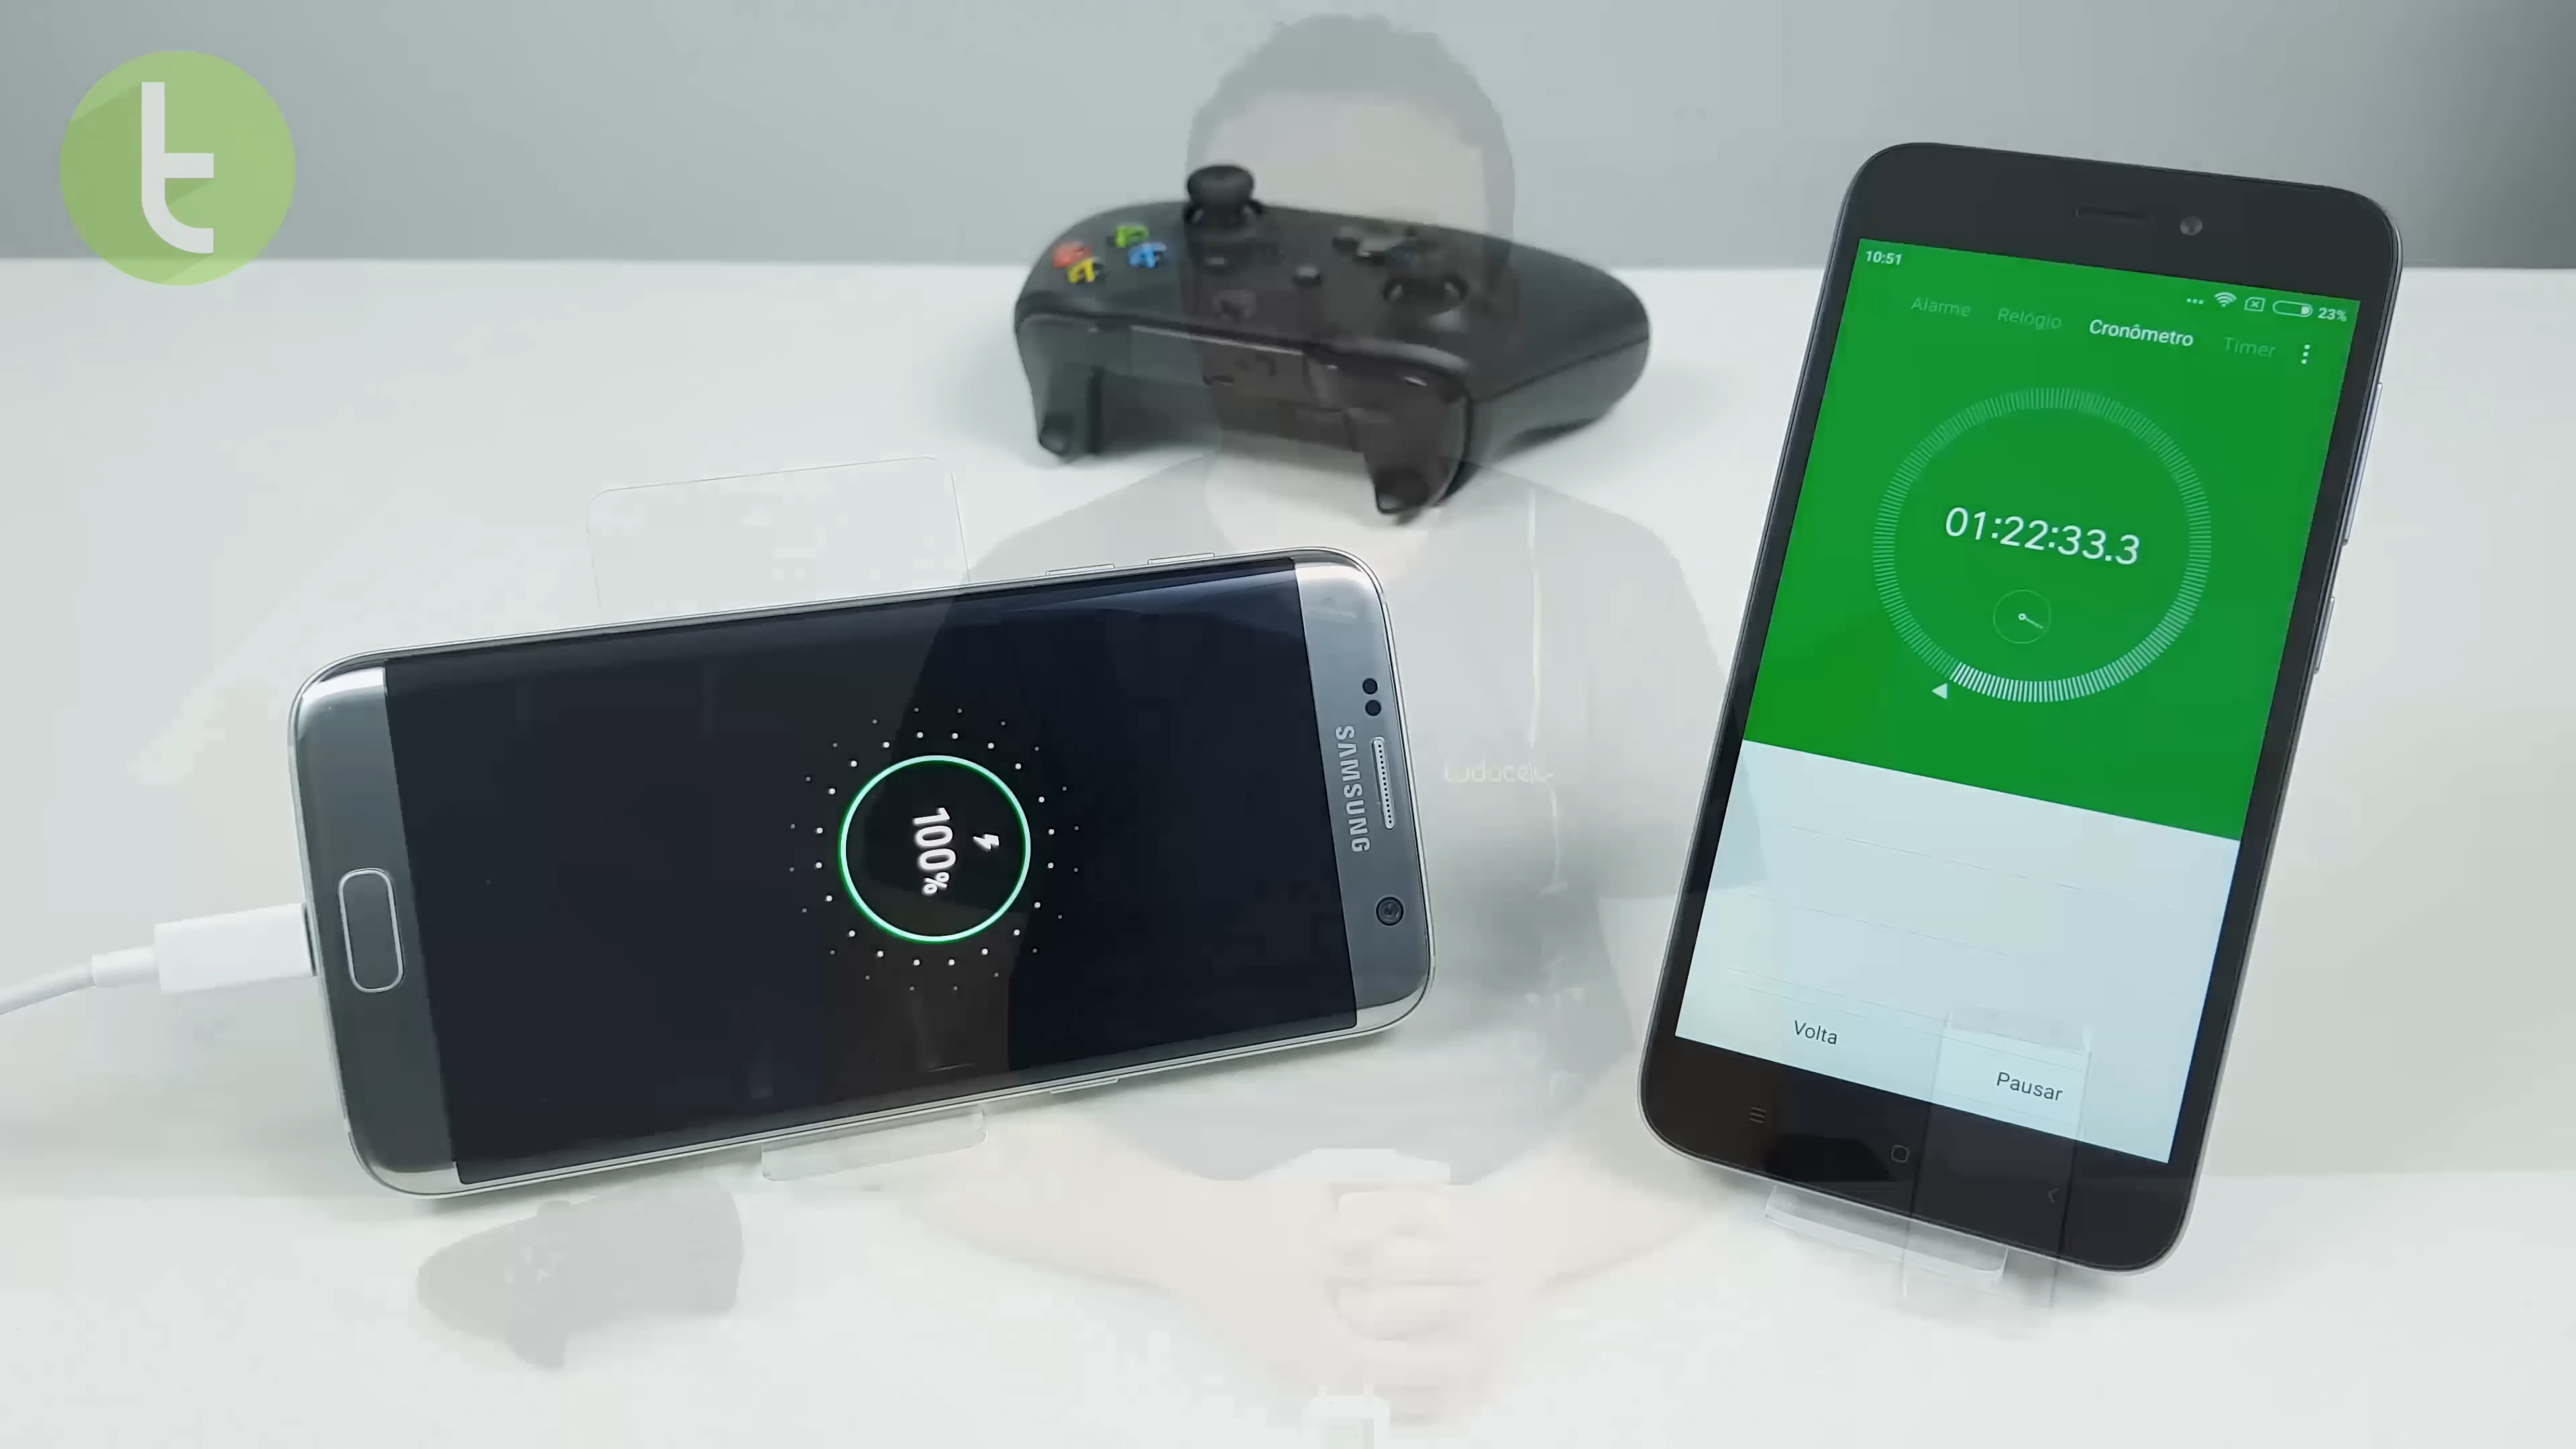 t
10:51
23%
Alarme Relógio Cronômetro Timer
01:22:33.3
SAMSUNG
100%
Volta
Pausar